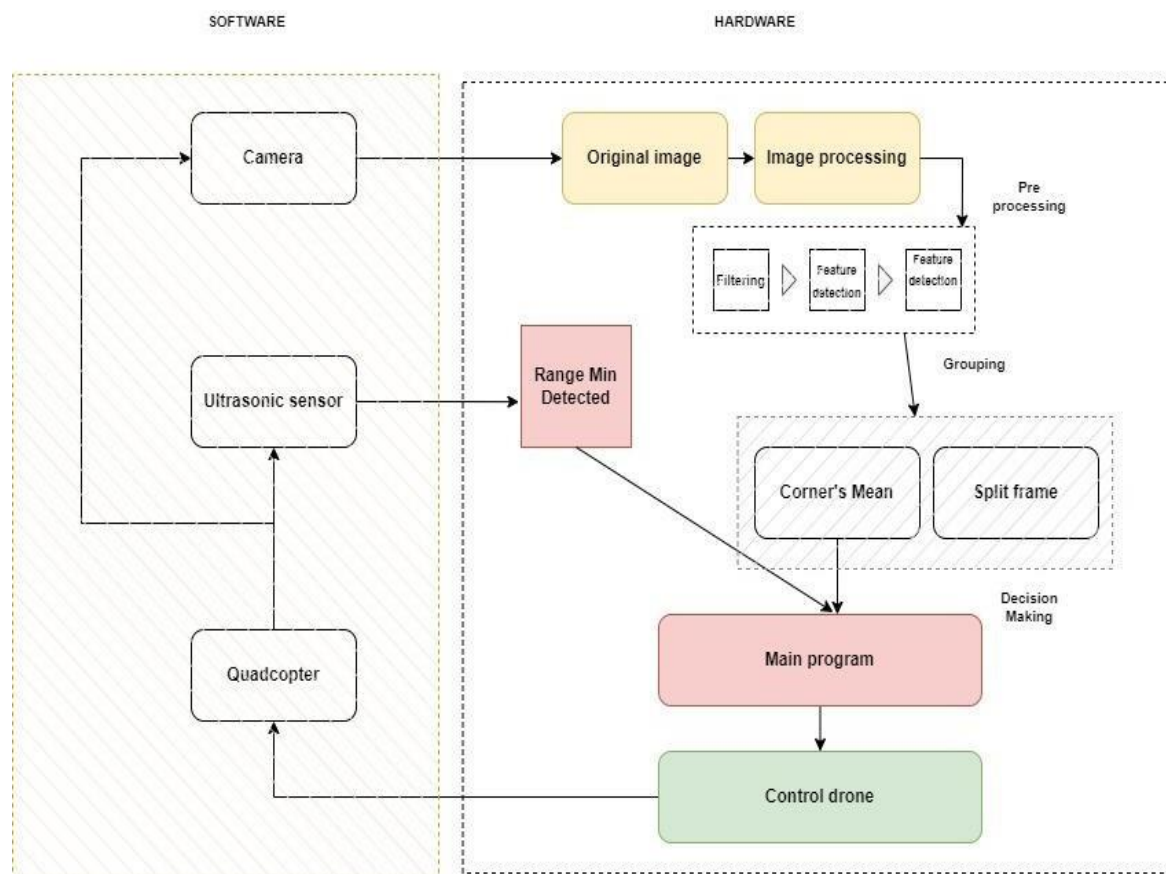 SOFTWARE
HARDWARE
Camera
Original image
Image processing
Pre
processing
Filtering
Feature
detection
Feature
detection
Grouping
Range Min
Detected
Ultrasonic sensor
Corner's Mean
Split frame
Decision
Making
Main program
Quadcopter
Control drone